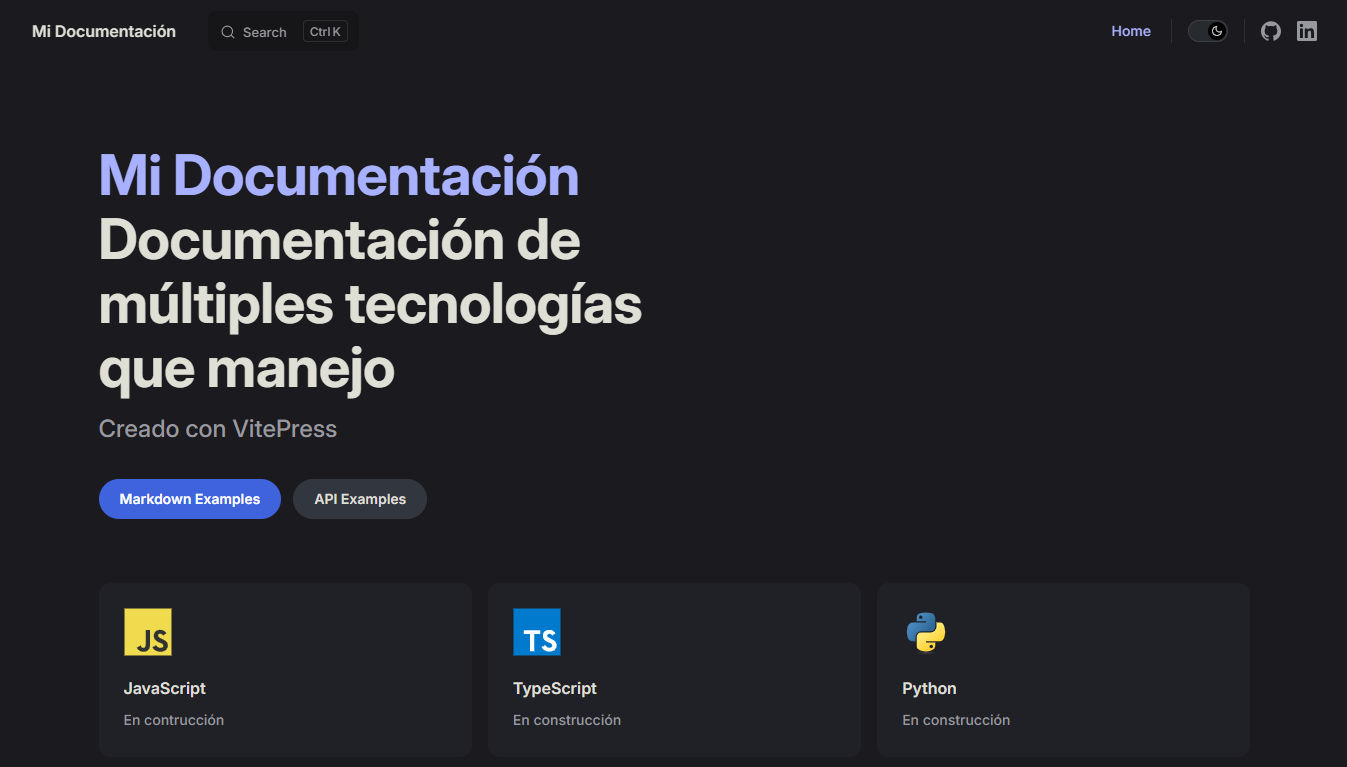 Mi Documentación
Search Ctrl K
Home
Mi Documentación
Documentación de
múltiples tecnologías
que manejo
Creado con VitePress
Markdown Examples
API Examples
JS
JavaScript
En contrucción
TS
TypeScript
En construcción
Python
En construcción